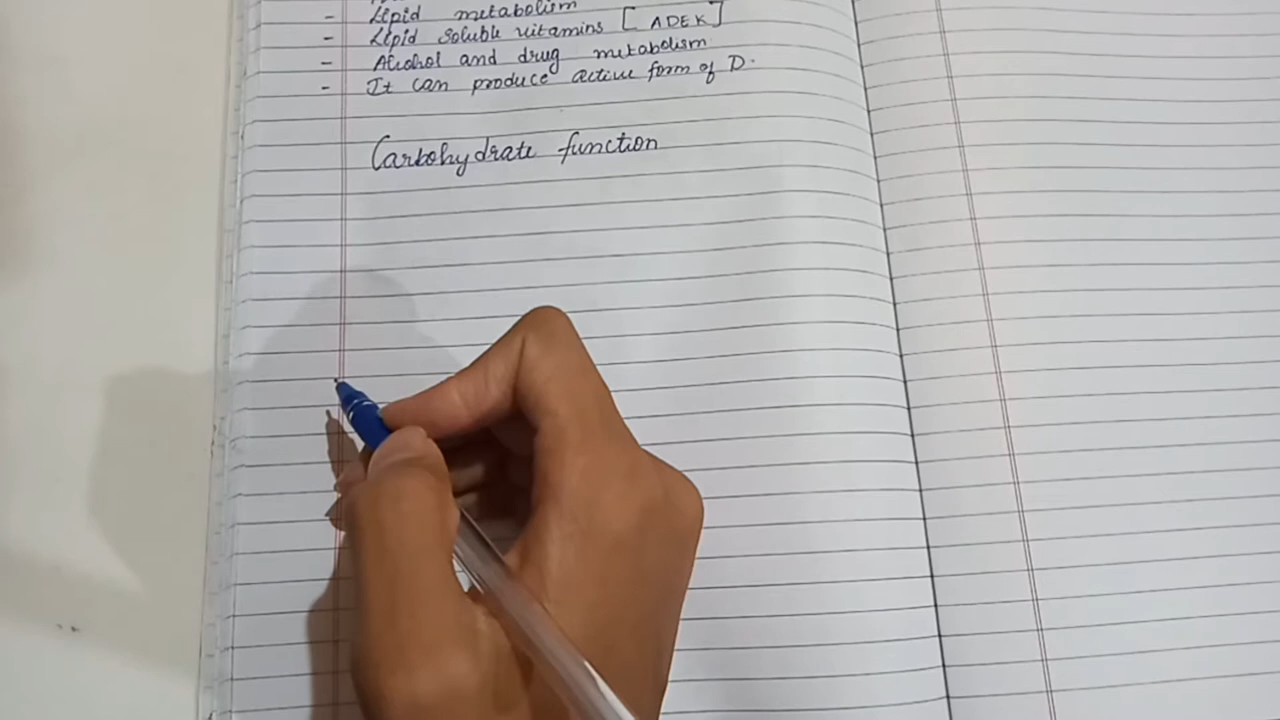 - Lipid metabolism
- Lipid soluble vitamins [ADEK]
- Alcohol and drug metabolism
- It can produce active form of D.
Carbohydrate function